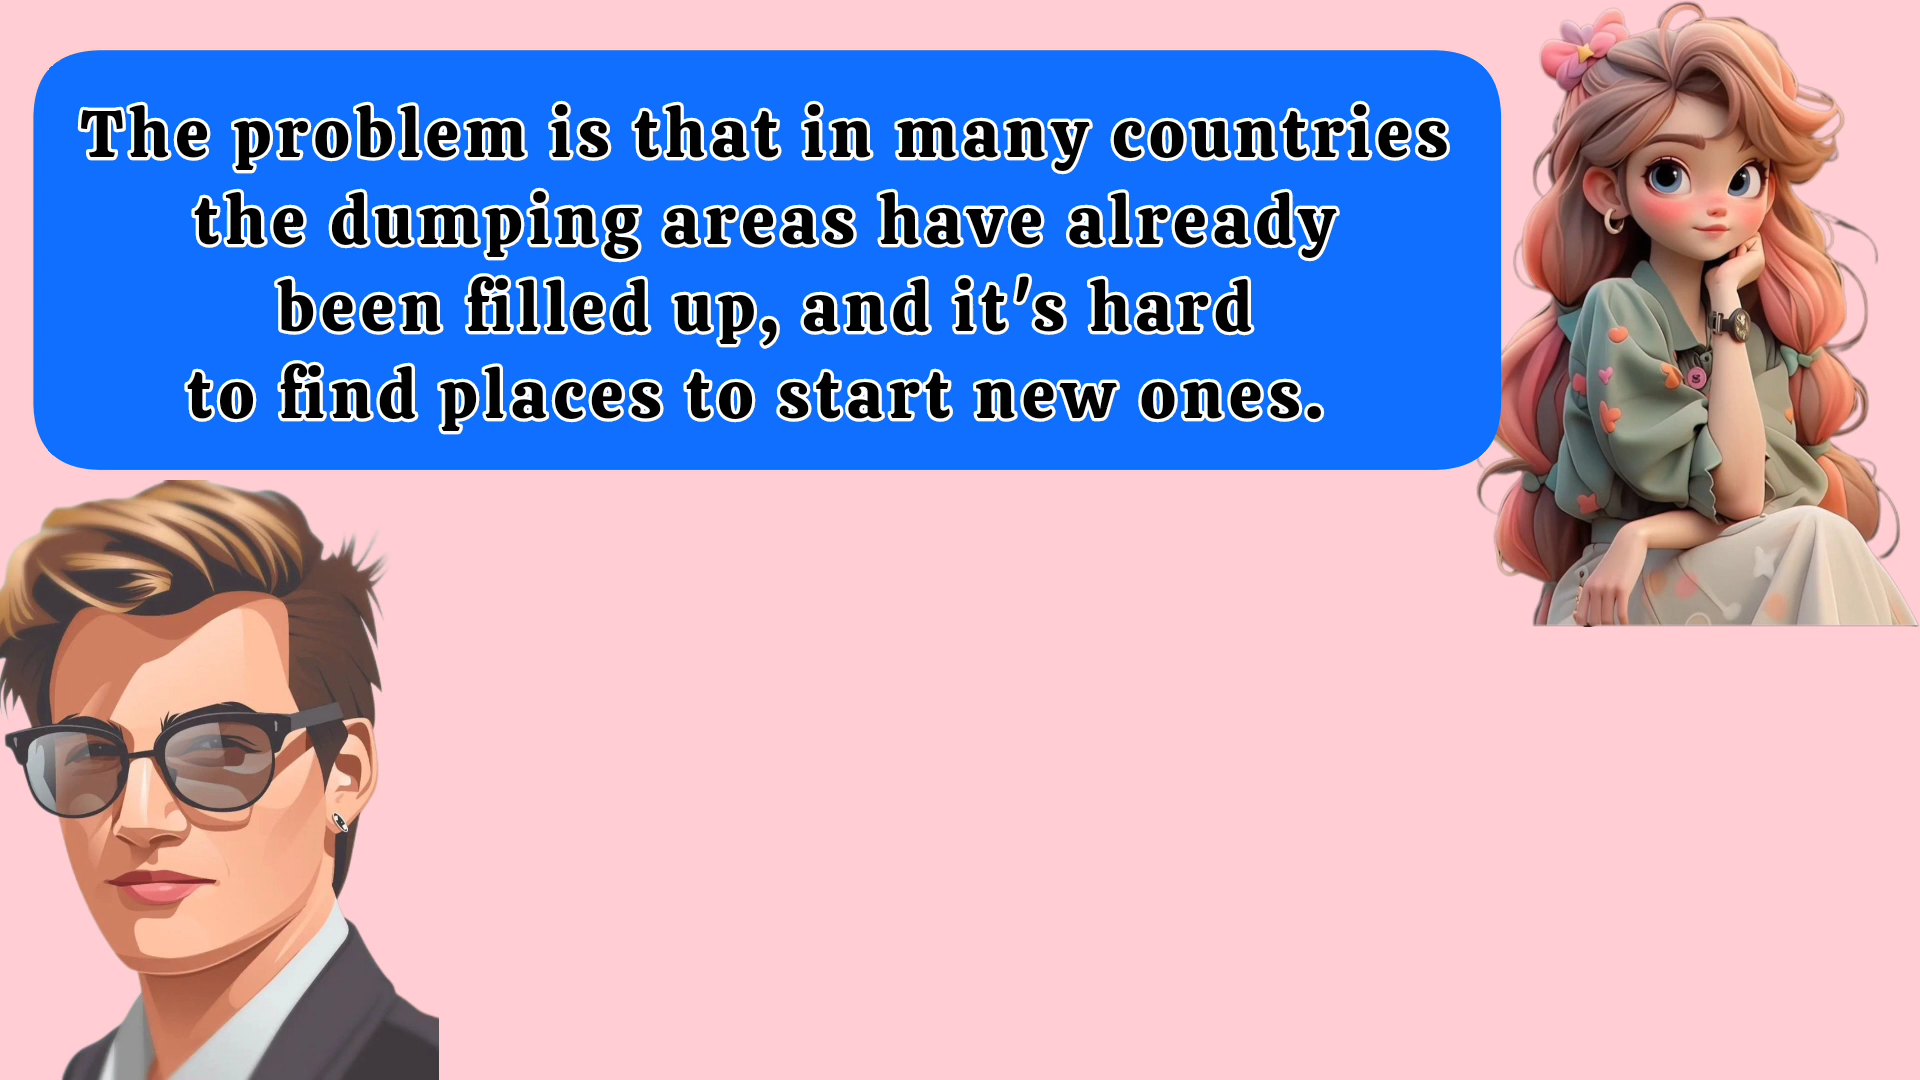 The problem is that in many countries
the dumping areas have already
been filled up, and it's hard
to find places to start new ones.